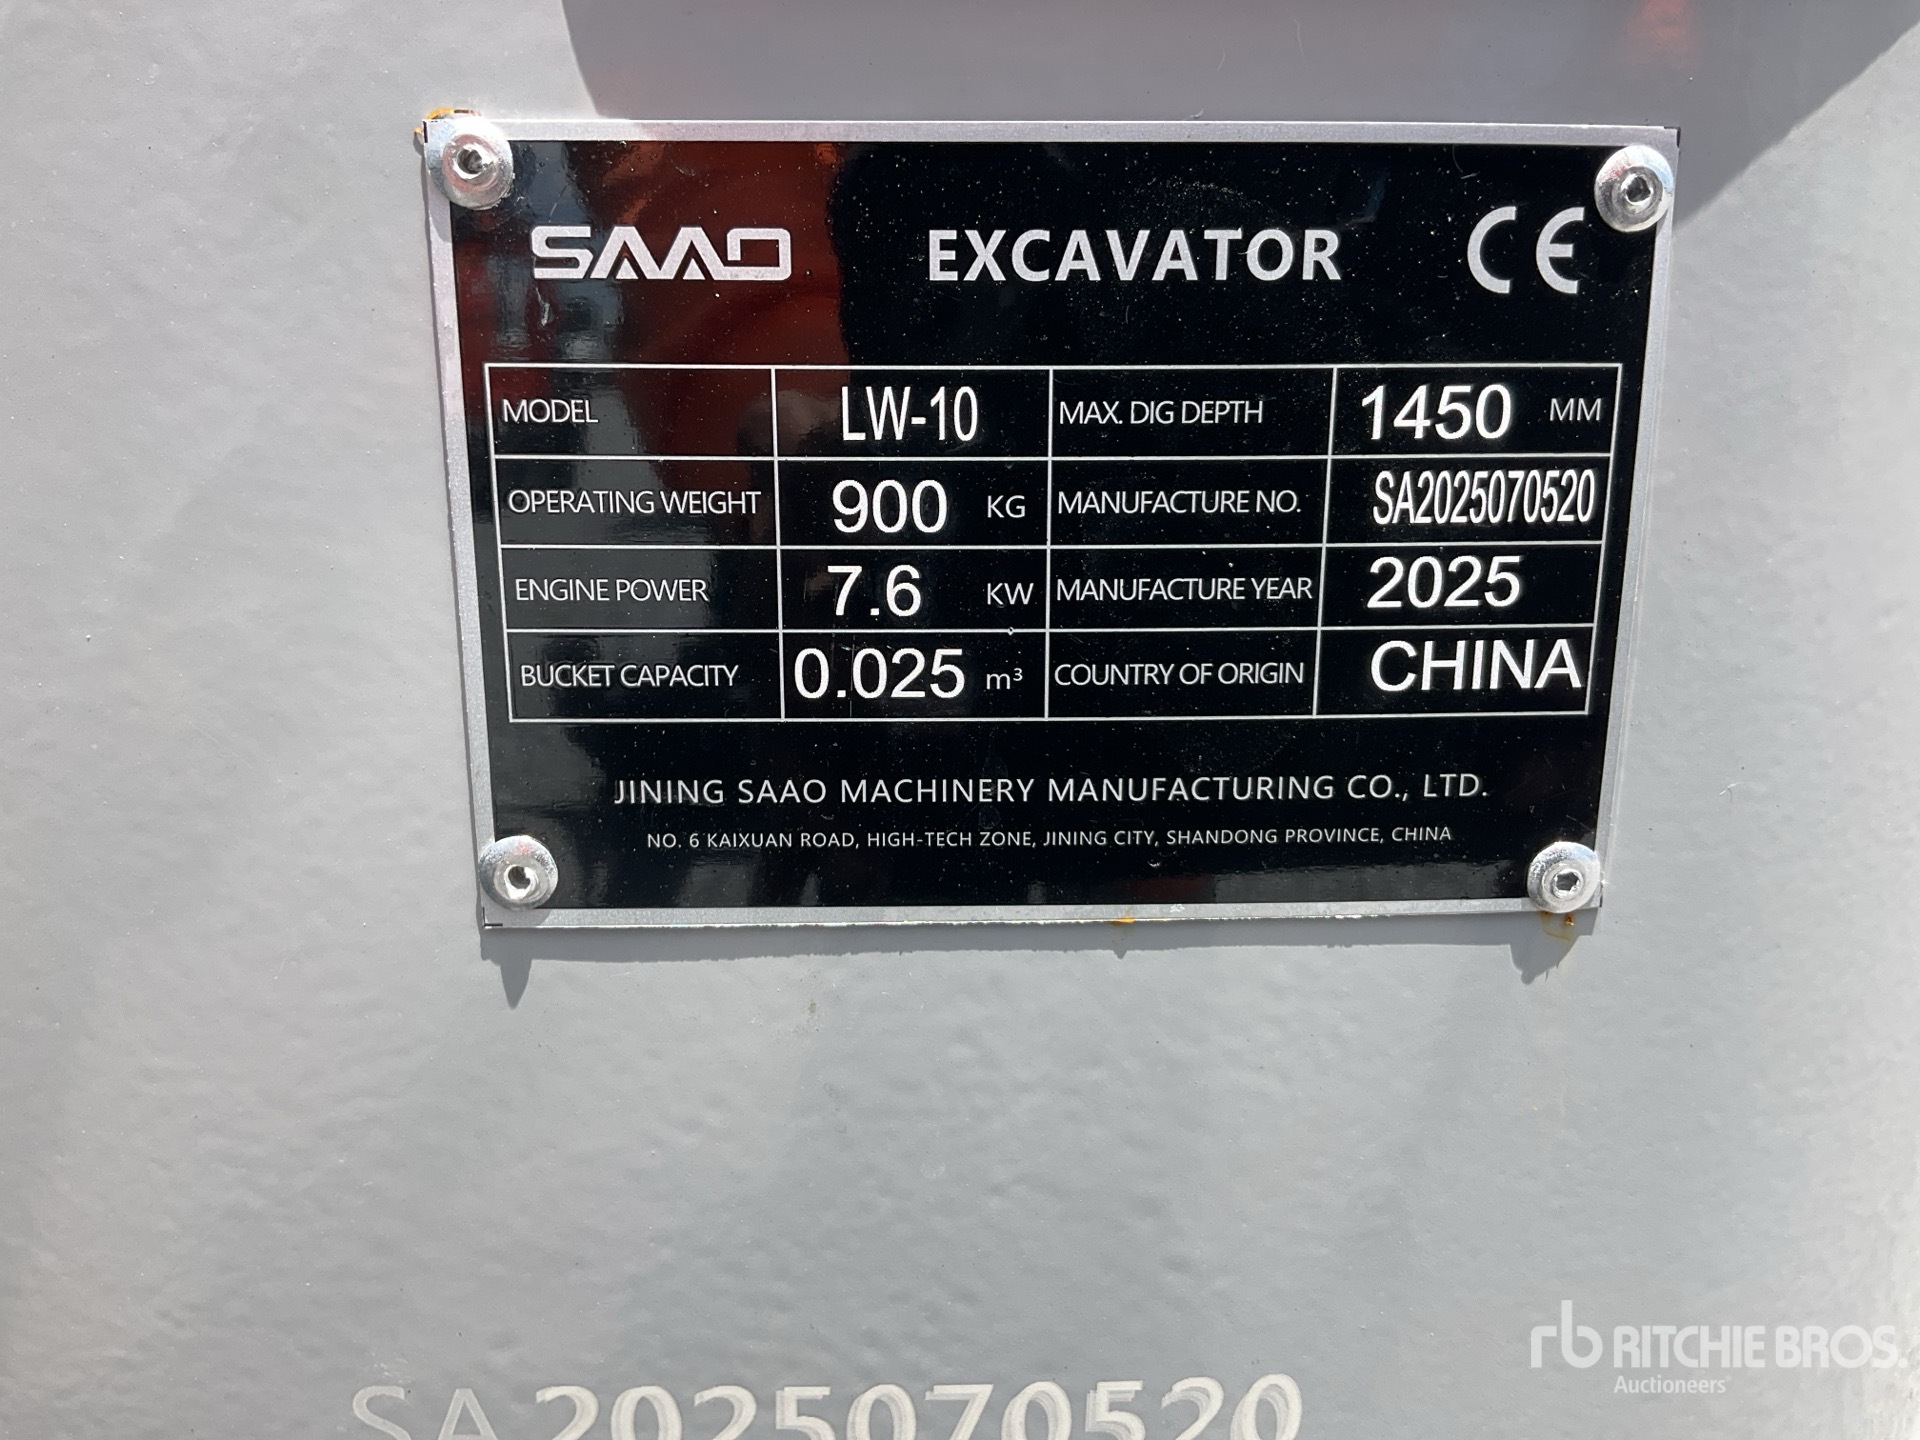 SAAO EXCAVATOR CE
MODEL LW-10 MAX. DIG DEPTH 1450 MM
OPERATING WEIGHT 900 KG MANUFACTURE NO. SA2025070520
ENGINE POWER 7.6 KW MANUFACTURE YEAR 2025
BUCKET CAPACITY 0.025 m³ COUNTRY OF ORIGIN CHINA
JINING SAAO MACHINERY MANUFACTURING CO., LTD.
NO. 6 KAIXUAN ROAD, HIGH-TECH ZONE, JINING CITY, SHANDONG PROVINCE, CHINA
rb RITCHIE BROS.
Auctioneers
SA2025070520